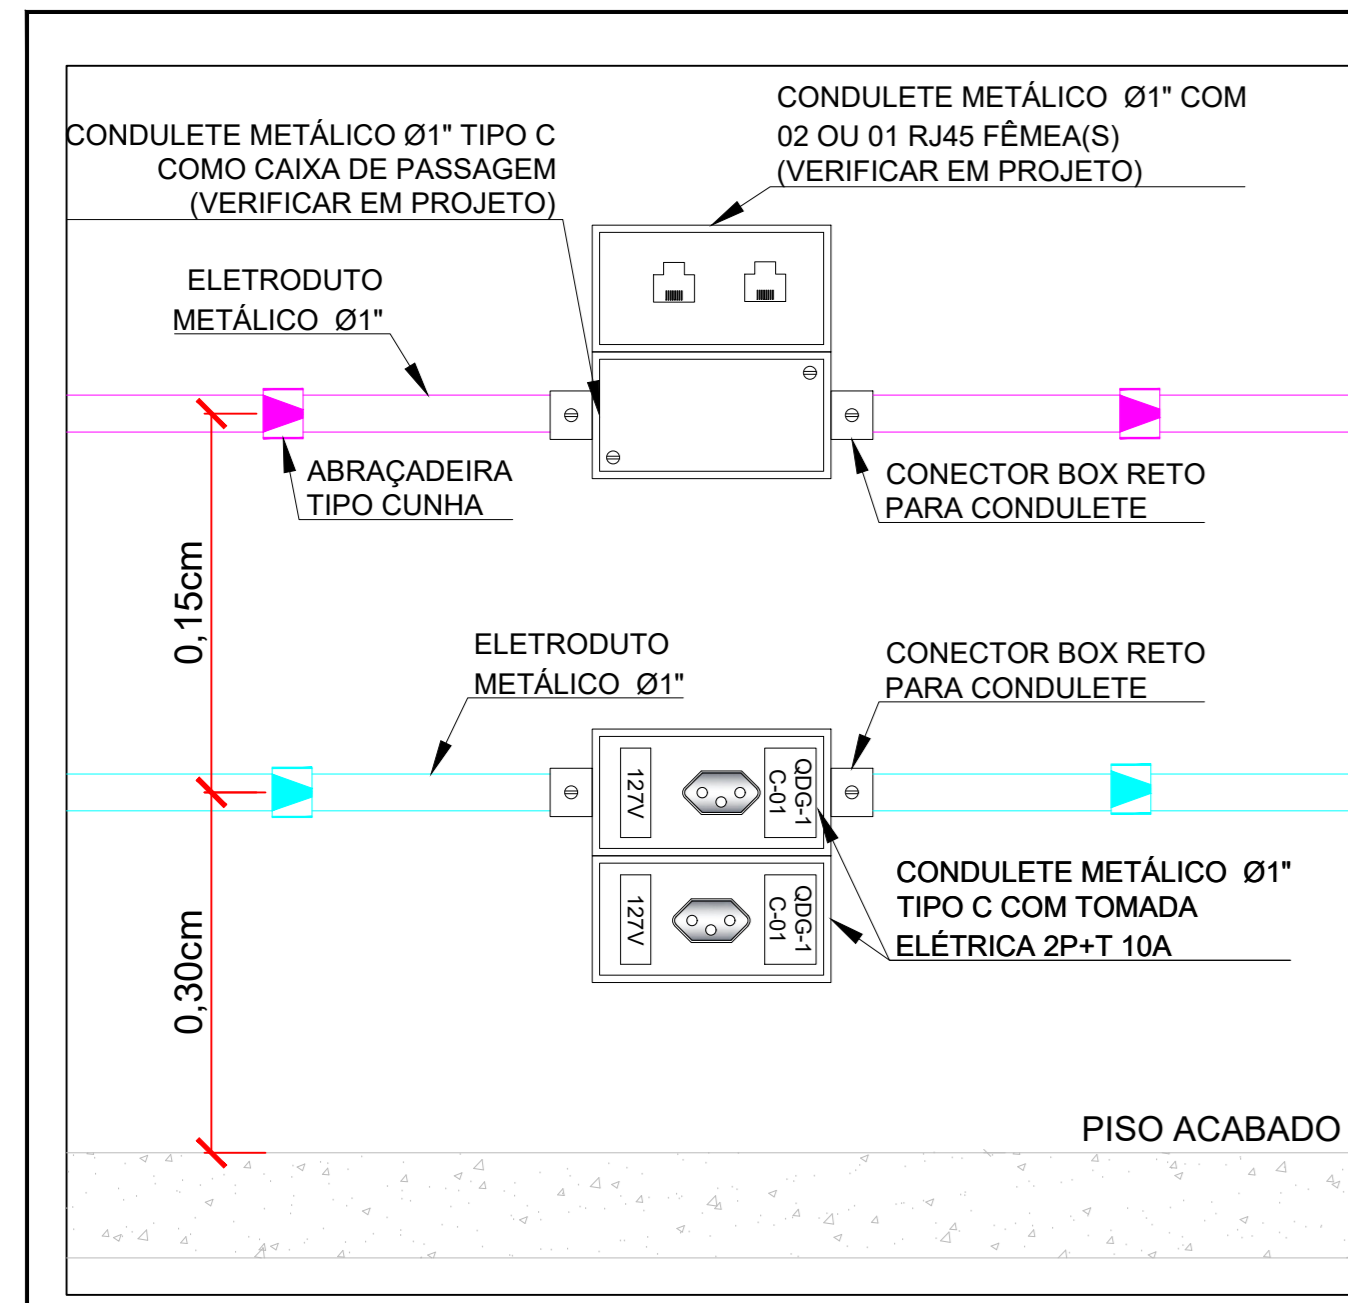 CONDULETE METÁLICO Ø1" COM
02 OU 01 RJ45 FÊMEA(S)
(VERIFICAR EM PROJETO)
CONDULETE METÁLICO Ø1" TIPO C
COMO CAIXA DE PASSAGEM
(VERIFICAR EM PROJETO)
ELETRODUTO
METÁLICO Ø1"
ABRAÇADEIRA
TIPO CUNHA
CONECTOR BOX RETO
PARA CONDULETE
0,15cm
ELETRODUTO
METÁLICO Ø1"
CONECTOR BOX RETO
PARA CONDULETE
127V
QDG-1
C-01
127V
QDG-1
C-01
CONDULETE METÁLICO Ø1"
TIPO C COM TOMADA
ELÉTRICA 2P+T 10A
0,30cm
PISO ACABADO